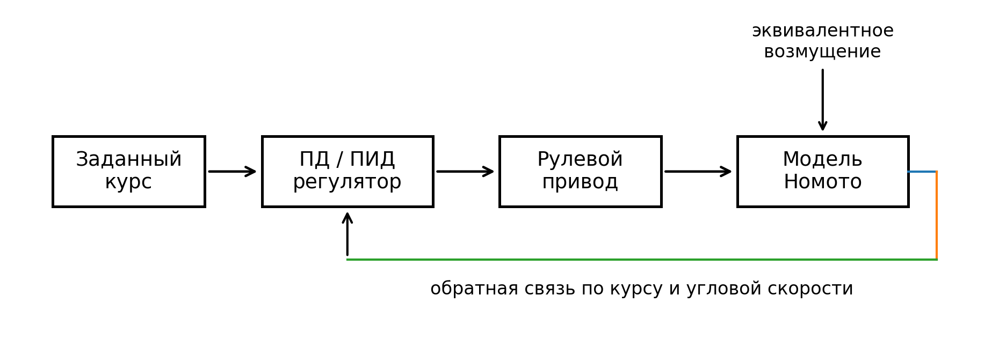 эквивалентное
возмущение
Заданный
курс
ПД / ПИД
регулятор
Рулевой
привод
Модель
Номото
обратная связь по курсу и угловой скорости